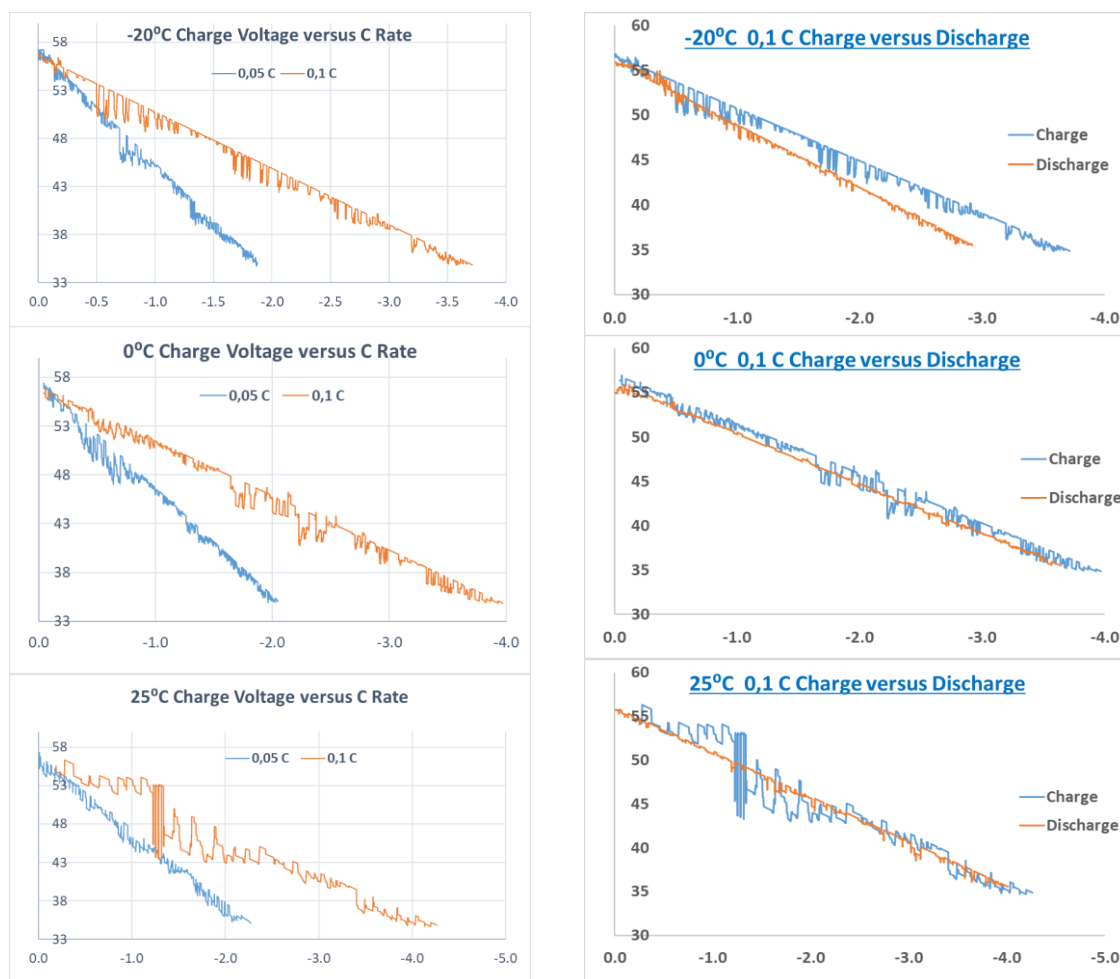 -20⁰C Charge Voltage versus C Rate
0,05 C 0,1 C
58
53
48
43
38
33
0.0 -0.5 -1.0 -1.5 -2.0 -2.5 -3.0 -3.5 -4.0
0⁰C Charge Voltage versus C Rate
0,05 C 0,1 C
58
53
48
43
38
33
0.0 -1.0 -2.0 -3.0 -4.0
25⁰C Charge Voltage versus C Rate
0,05 C 0,1 C
58
53
48
43
38
33
0.0 -1.0 -2.0 -3.0 -4.0 -5.0
-20⁰C 0,1 C Charge versus Discharge
60
55
50
45
40
35
30
Charge
Discharge
0.0 -1.0 -2.0 -3.0 -4.0
0⁰C 0,1 C Charge versus Discharge
60
55
50
45
40
35
30
Charge
Discharge
0.0 -1.0 -2.0 -3.0 -4.0
25⁰C 0,1 C Charge versus Discharge
60
55
50
45
40
35
30
Charge
Discharge
0.0 -1.0 -2.0 -3.0 -4.0 -5.0